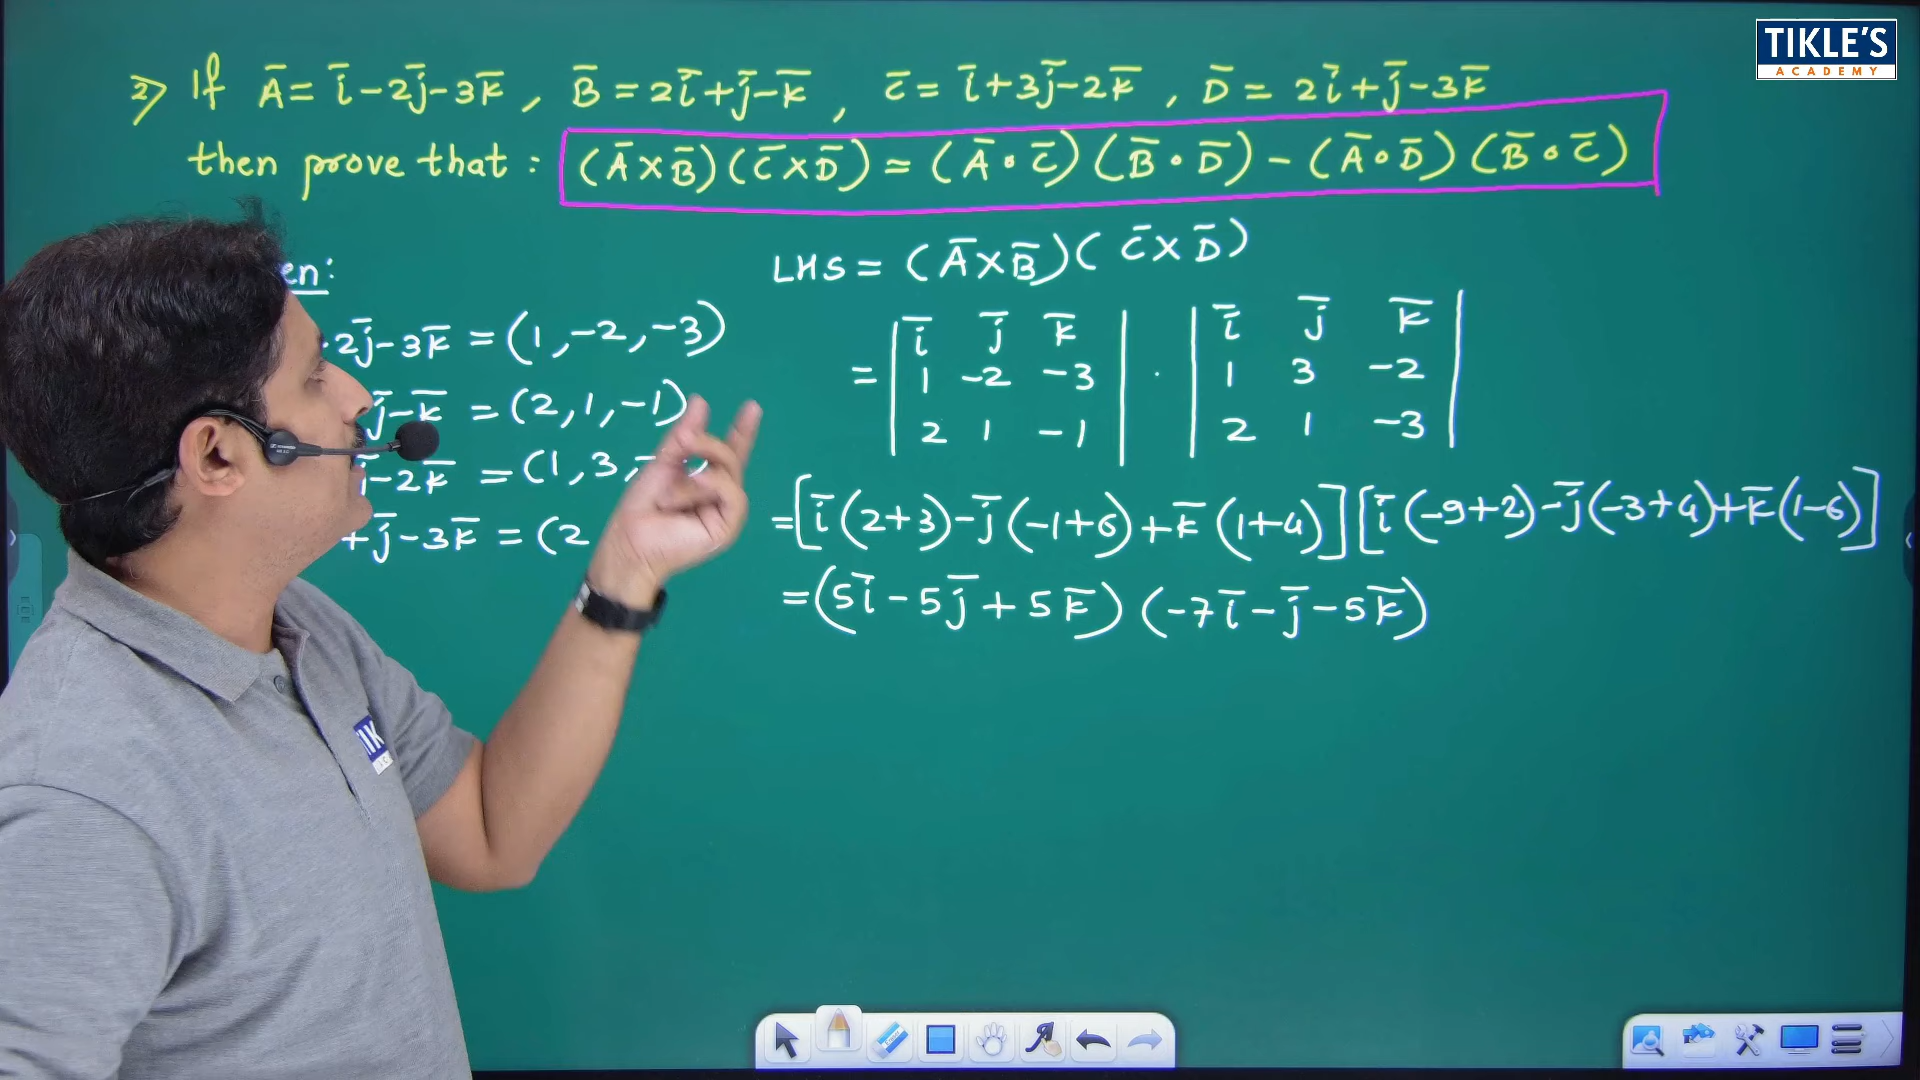 TIKLE'S
ACADEMY
2) If Ā = ī - 2j̄ - 3k̄ , B̄ = 2ī + j̄ - k̄ , c̄ = ī + 3j̄ - 2k̄ , D̄ = 2ī + j̄ - 3k̄
then prove that : (Ā × B̄) (C̄ × D̄) = (Ā ∘ C̄) (B̄ ∘ D̄) - (Ā ∘ D̄) (B̄ ∘ C̄)
en:
2j̄ - 3k̄ = (1, -2, -3)
j̄ - k̄ = (2, 1, -1)
ī - 2k̄ = (1, 3,
+ j̄ - 3k̄ = (2
LHS = (Ā × B̄) ( C̄ × D̄)
= | ī j̄ k̄ | . | ī j̄ k̄ |
1 -2 -3 1 3 -2
2 1 -1 2 1 -3
= [ī (2+3) - j̄ (-1+6) + k̄ (1+4)] [ī (-9+2) - j̄ (-3+4) + k̄ (1-6)]
= (5ī - 5j̄ + 5k̄) (-7ī - j̄ - 5k̄)